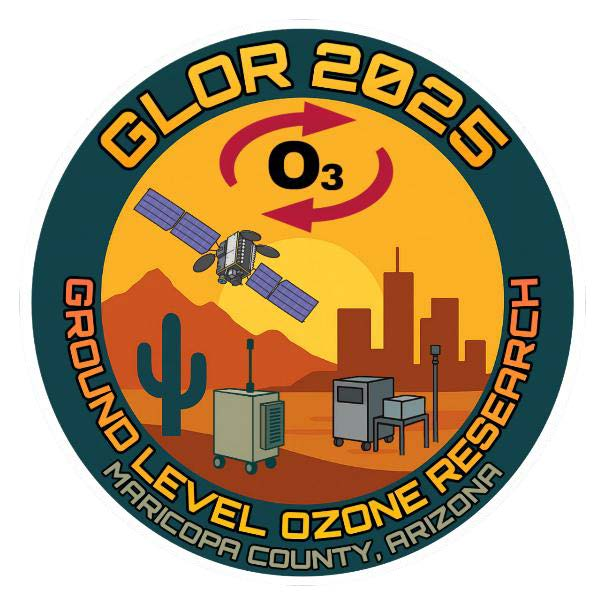 GLOR 2025
O3
GROUND LEVEL OZONE RESEARCH
MARICOPA COUNTY, ARIZONA